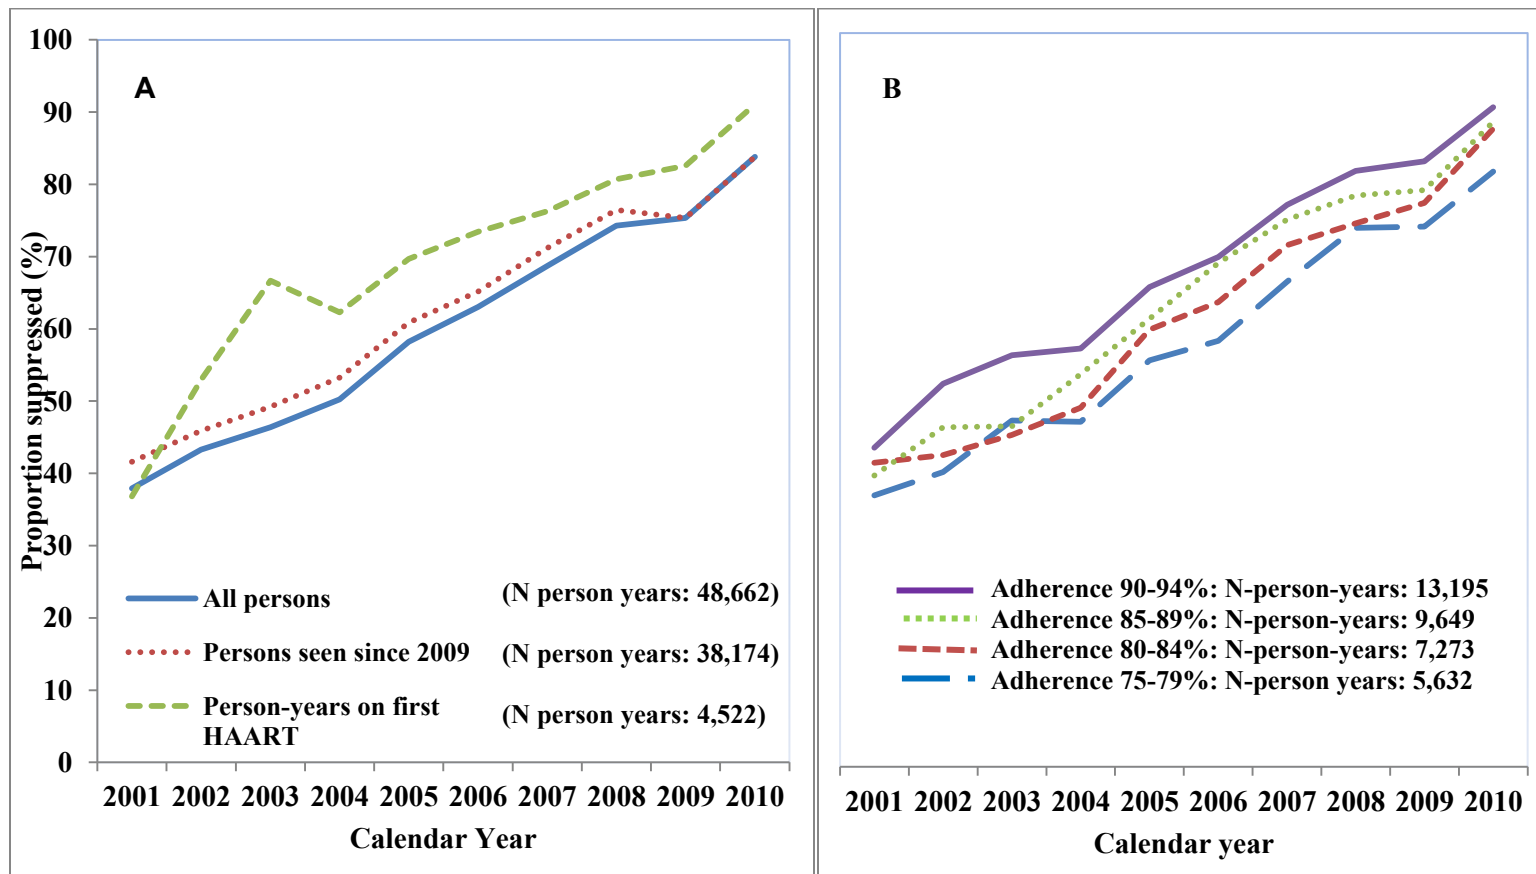 A
Proportion suppressed (%)
100
90
80
70
60
50
40
30
20
10
0
All persons (N person years: 48,662)
Persons seen since 2009 (N person years: 38,174)
Person-years on first
HAART
(N person years: 4,522)
2001 2002 2003 2004 2005 2006 2007 2008 2009 2010
Calendar Year
B
Adherence 90-94%: N-person-years: 13,195
Adherence 85-89%: N-person-years: 9,649
Adherence 80-84%: N-person-years: 7,273
Adherence 75-79%: N-person years: 5,632
2001 2002 2003 2004 2005 2006 2007 2008 2009 2010
Calendar year